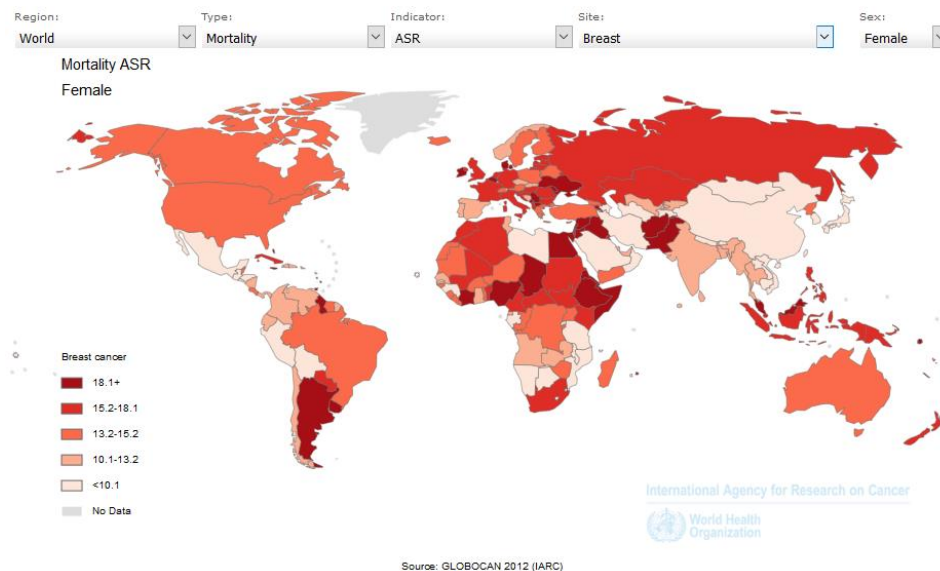 Region: Type: Indicator: Site: Sex:
World Mortality ASR Breast Female
Mortality ASR
Female
Breast cancer
18.1+
15.2-18.1
13.2-15.2
10.1-13.2
<10.1
No Data
International Agency for Research on Cancer
World Health
Organization
Source: GLOBOCAN 2012 (IARC)